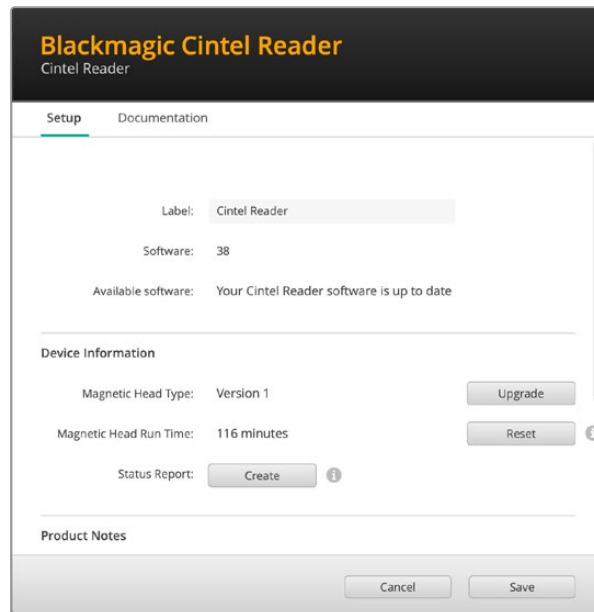 Blackmagic Cintel Reader
Cintel Reader
Setup Documentation
Label: Cintel Reader
Software: 38
Available software: Your Cintel Reader software is up to date
Device Information
Magnetic Head Type: Version 1 Upgrade
Magnetic Head Run Time: 116 minutes Reset
Status Report: Create
Product Notes
Cancel Save